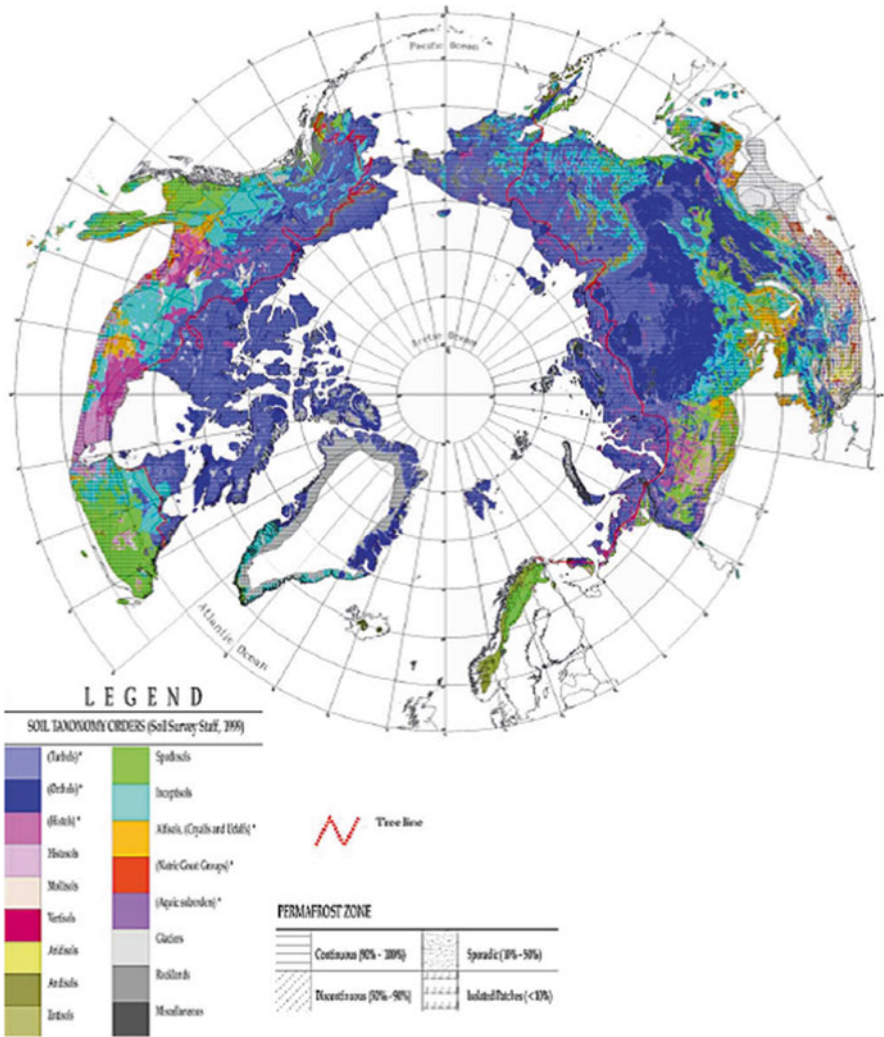 Pacific Ocean
Arctic Ocean
Atlantic Ocean
LEGEND
SOIL TAXONOMY ORDERS (Soil Survey Staff, 1999)
(Turbels)*
(Orthels)*
(Histels)*
Histosols
Mollisols
Vertisols
Aridisols
Andisols
Entisols
Spodosols
Inceptisols
Alfisols, (Cryalfs and Udalfs)*
(Natric Great Groups)*
(Aquic suborders)*
Glaciers
Rocklands
Miscellaneous
Tree line
PERMAFROST ZONE
Continuous (90% - 100%)
Discontinuous (50% - 90%)
Sporadic (10% - 50%)
Isolated Patches (<10%)